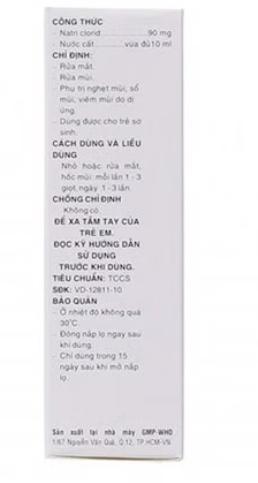 CÔNG THỨC
- Natri clorid................90 mg
- Nước cất..........vừa đủ10 ml
CHỈ ĐỊNH:
- Rửa mắt.
- Rửa mũi.
- Phụ trị nghẹt mũi, sổ
mũi, viêm mũi do dị
ứng.
- Dùng được cho trẻ sơ
sinh.
CÁCH DÙNG VÀ LIỀU
DÙNG
Nhỏ hoặc rửa mắt,
hốc mũi: mỗi lần 1 - 3
giọt, ngày 1 - 3 lần.
CHỐNG CHỈ ĐỊNH
Không có.
ĐỂ XA TẦM TAY CỦA
TRẺ EM.
ĐỌC KỸ HƯỚNG DẪN
SỬ DỤNG
TRƯỚC KHI DÙNG.
TIÊU CHUẨN: TCCS
SĐK: VD-12811-10
BẢO QUẢN
- Ở nhiệt độ không quá
30°C.
- Đóng nắp lọ ngay sau
khi dùng.
- Chỉ dùng trong 15
ngày sau khi mở nắp
lọ.
Sản xuất tại nhà máy GMP-WHO
1/67 Nguyễn Văn Quá, Q.12, TP HCM-VN